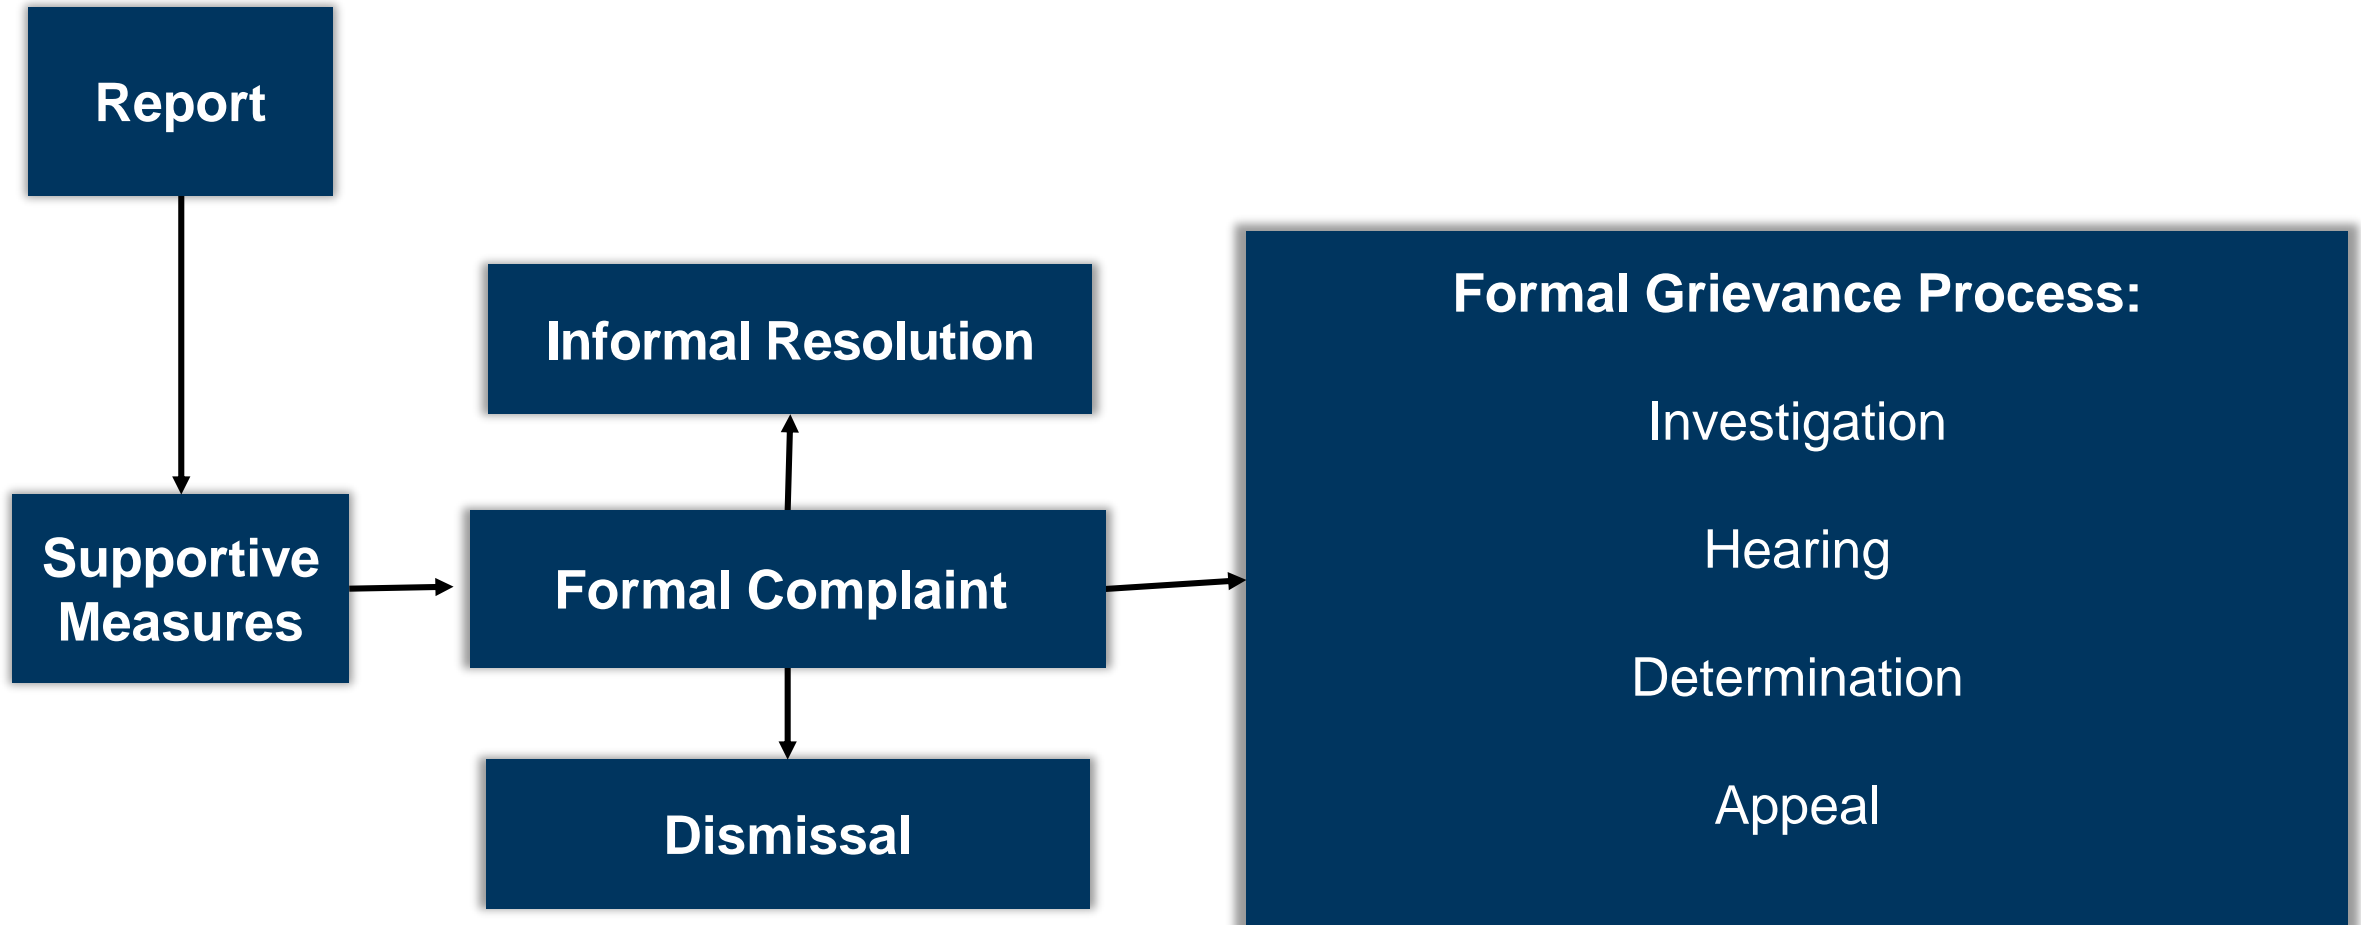 Report
Supportive
Measures
Informal Resolution
Formal Complaint
Dismissal
Formal Grievance Process:
Investigation
Hearing
Determination
Appeal